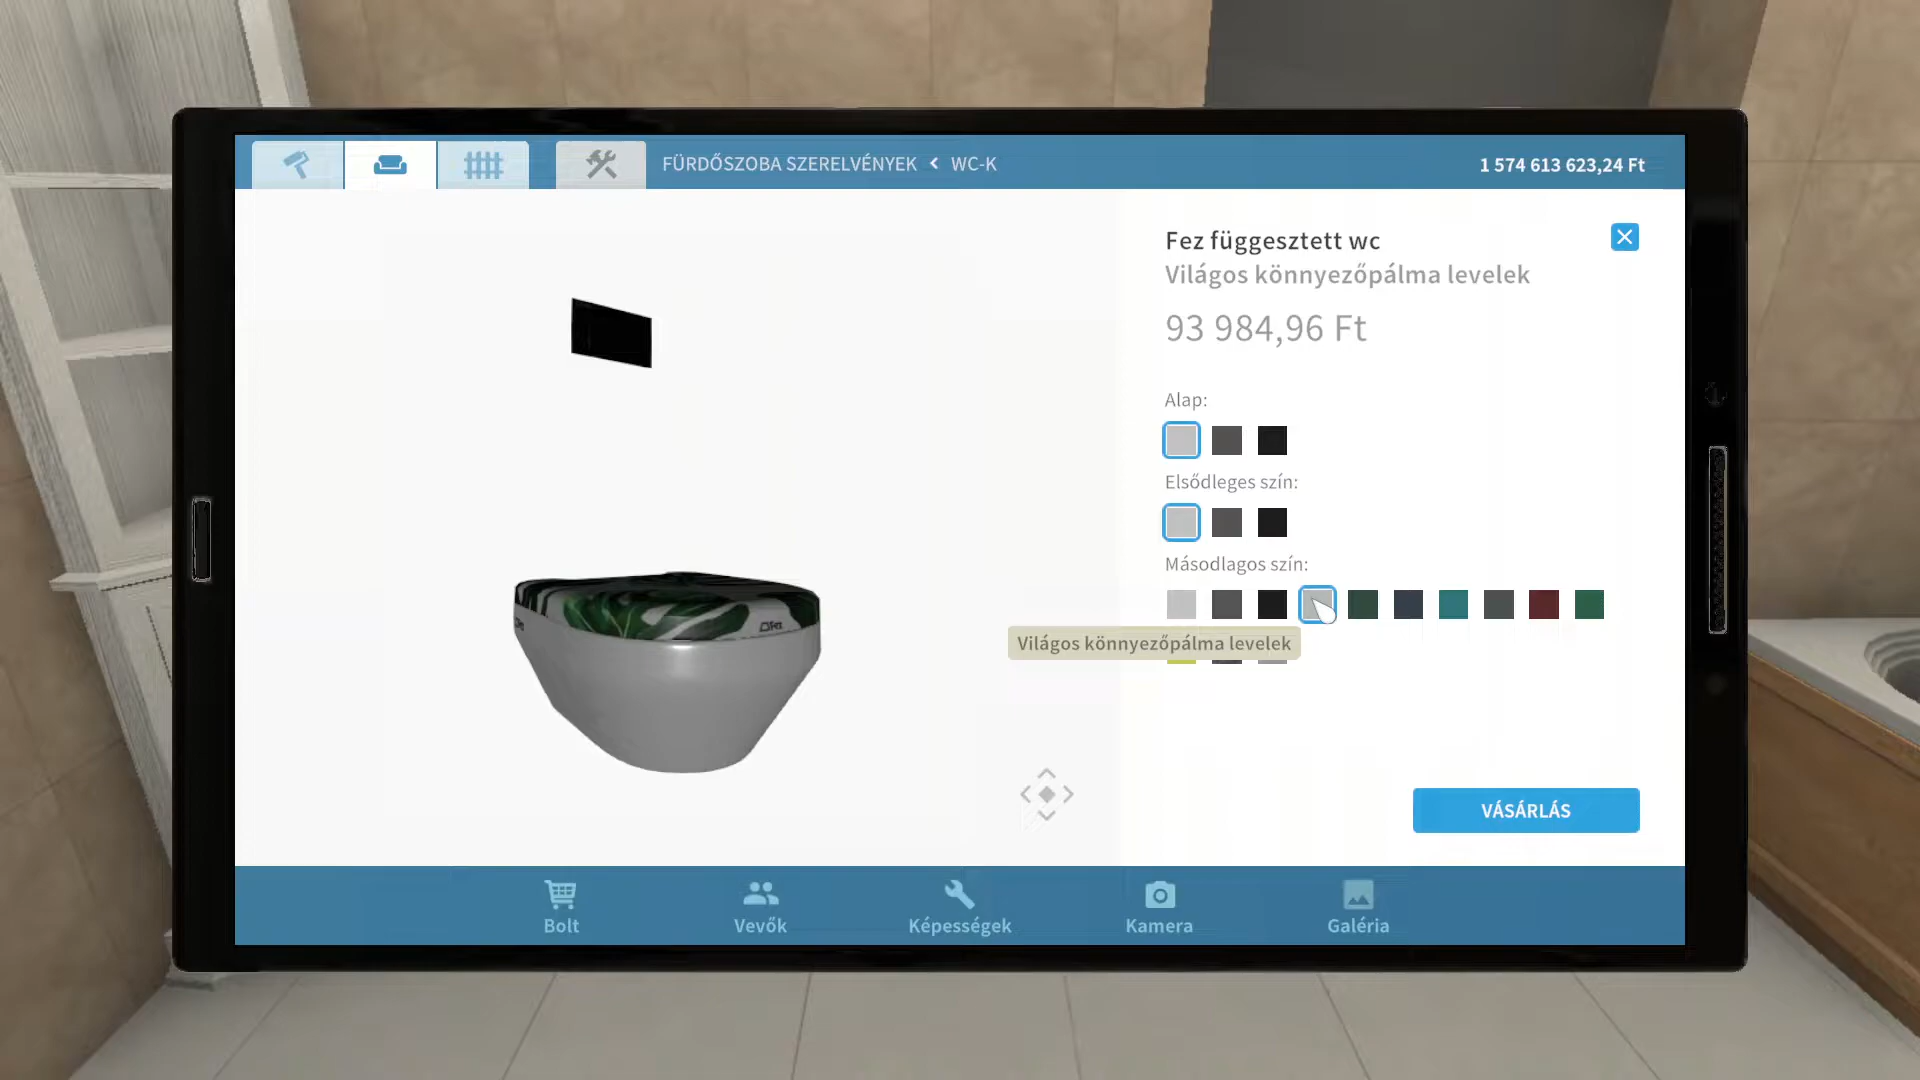 FÜRDŐSZOBA SZERELVÉNYEK < WC-K
1 574 613 623,24 Ft
Fez függesztett wc
Világos könnyezőpálma levelek
93 984,96 Ft
Alap:
Elsődleges szín:
Másodlagos szín:
Világos könnyezőpálma levelek
Fez
VÁSÁRLÁS
Bolt
Vevők
Képességek
Kamera
Galéria